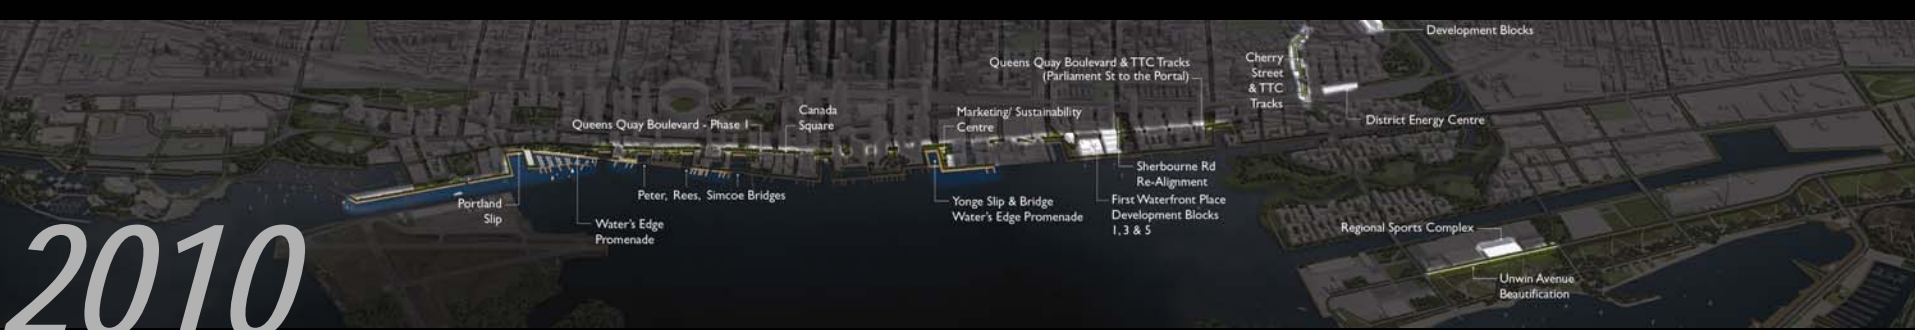 Development Blocks
Queens Quay Boulevard & TTC Tracks
(Parliament St to the Portal)
Cherry
Street
& TTC
Tracks
District Energy Centre
Canada
Square
Marketing/ Sustainability
Centre
Queens Quay Boulevard - Phase 1
Sherbourne Rd
Re-Alignment
Peter, Rees, Simcoe Bridges
Portland
Slip
Yonge Slip & Bridge
Water's Edge Promenade
First Waterfront Place
Development Blocks
1, 3 & 5
Water's Edge
Promenade
Regional Sports Complex
Unwin Avenue
Beautification
2010